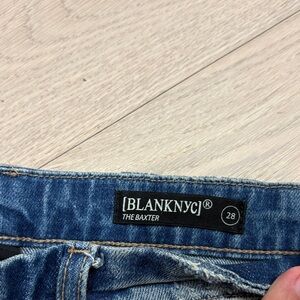 [BLANKNYC]®
THE BAXTER
28